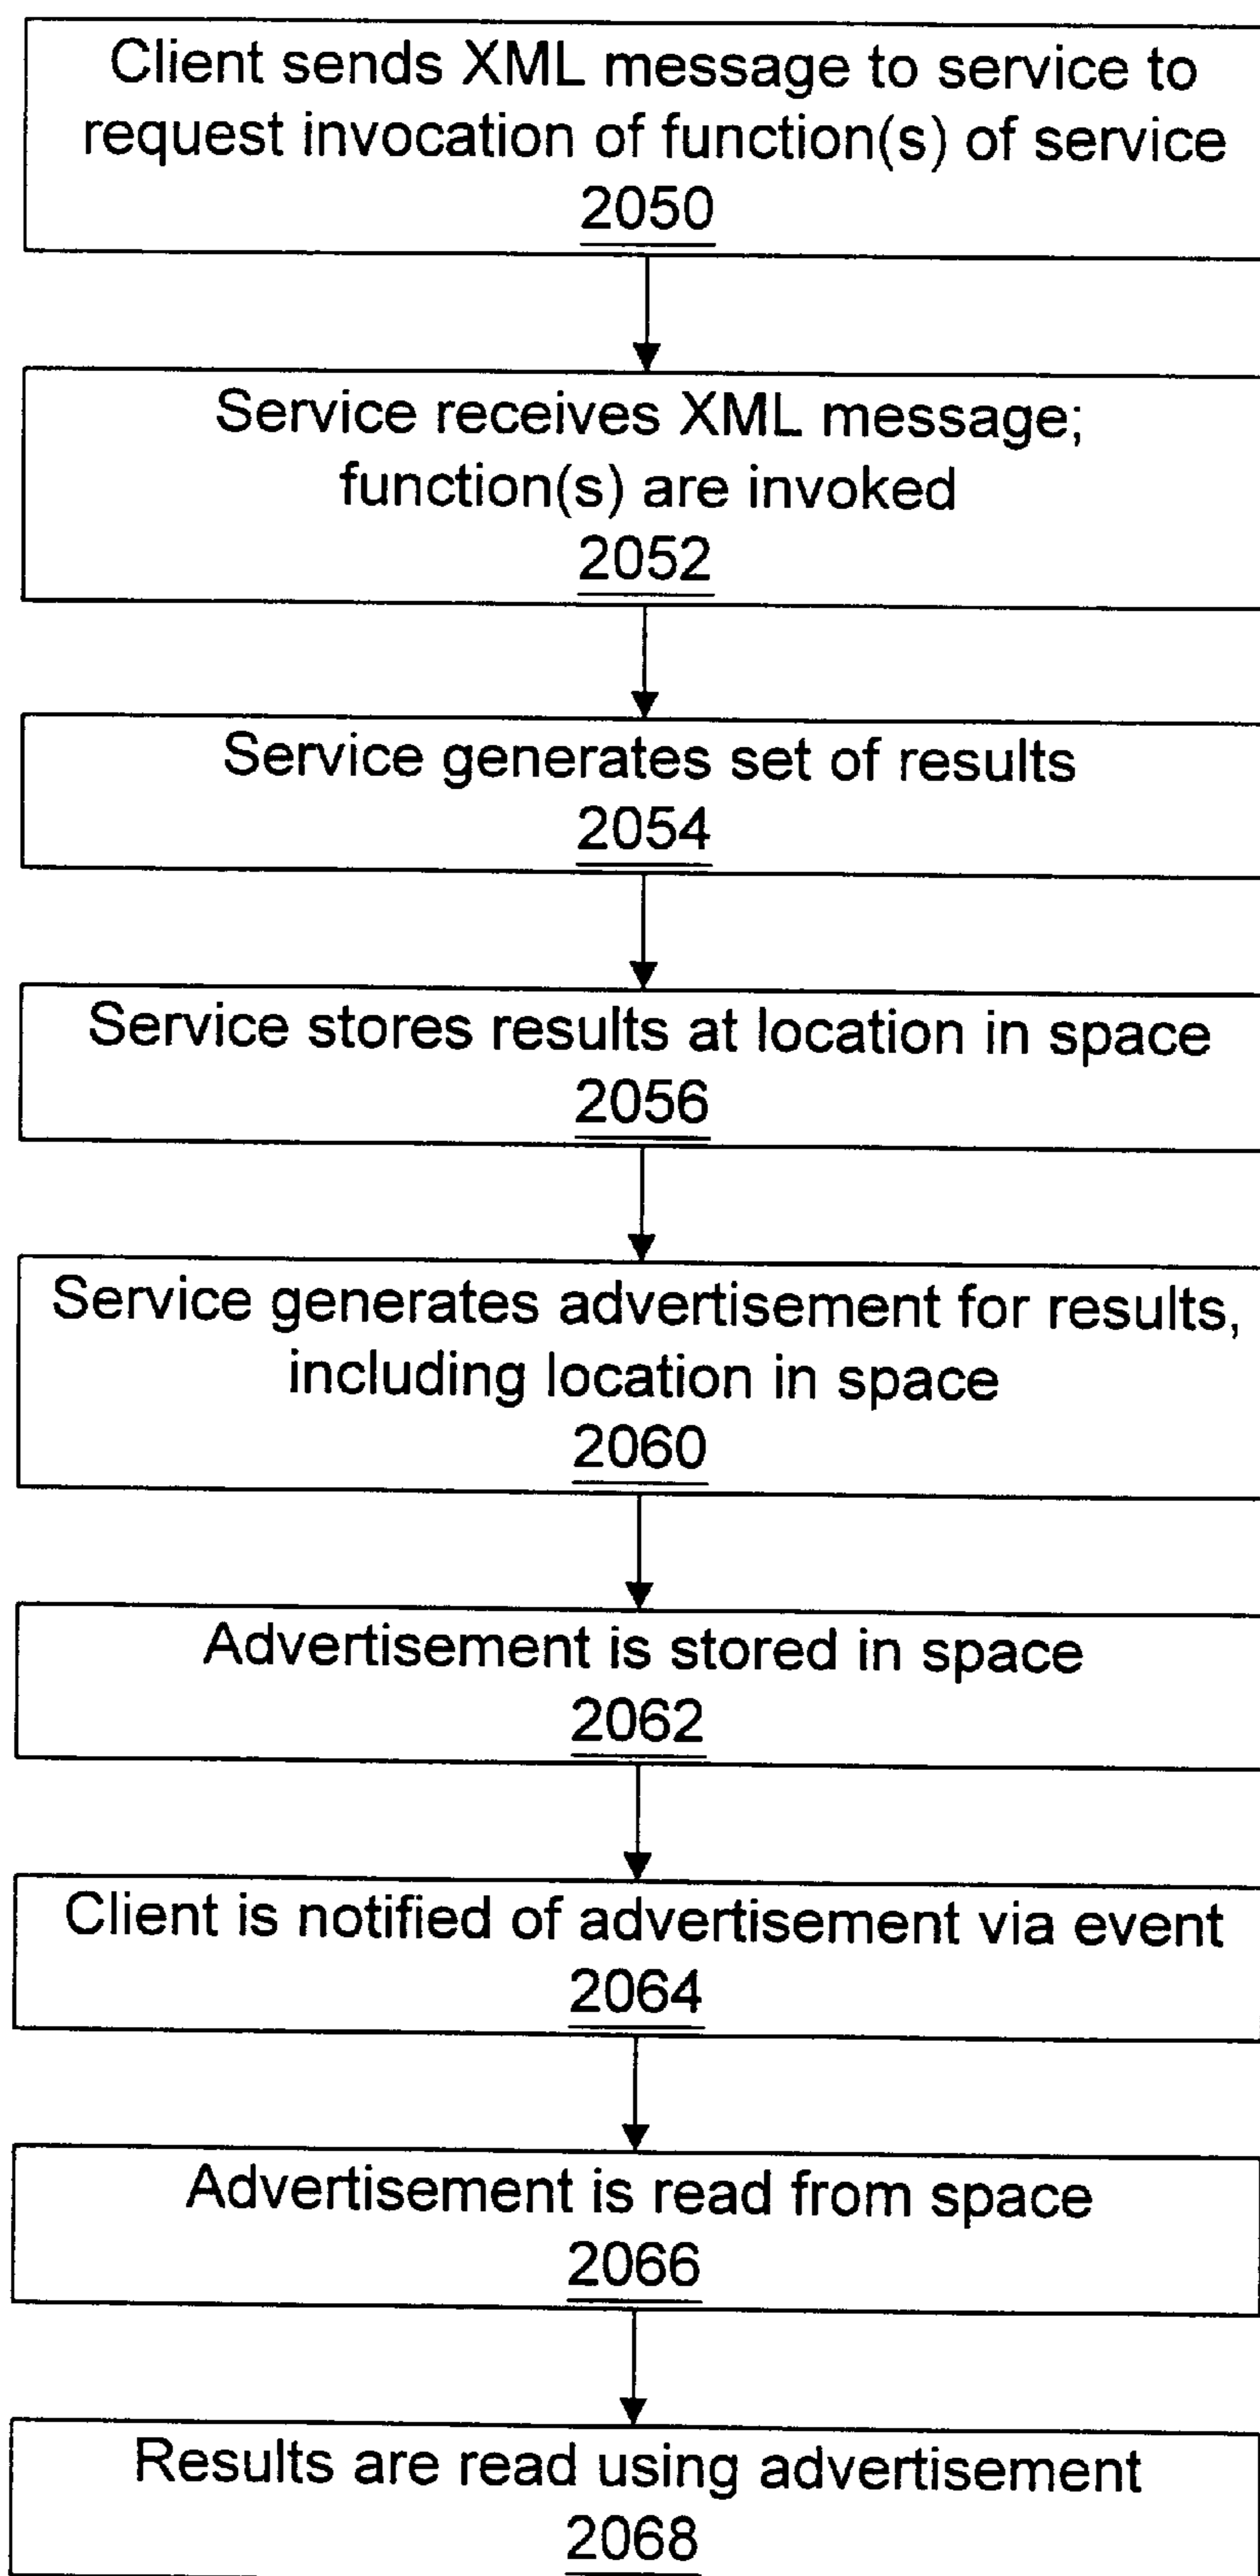 Client sends XML message to service to
request invocation of function(s) of service
2050
Service receives XML message;
function(s) are invoked
2052
Service generates set of results
2054
Service stores results at location in space
2056
Service generates advertisement for results,
including location in space
2060
Advertisement is stored in space
2062
Client is notified of advertisement via event
2064
Advertisement is read from space
2066
Results are read using advertisement
2068